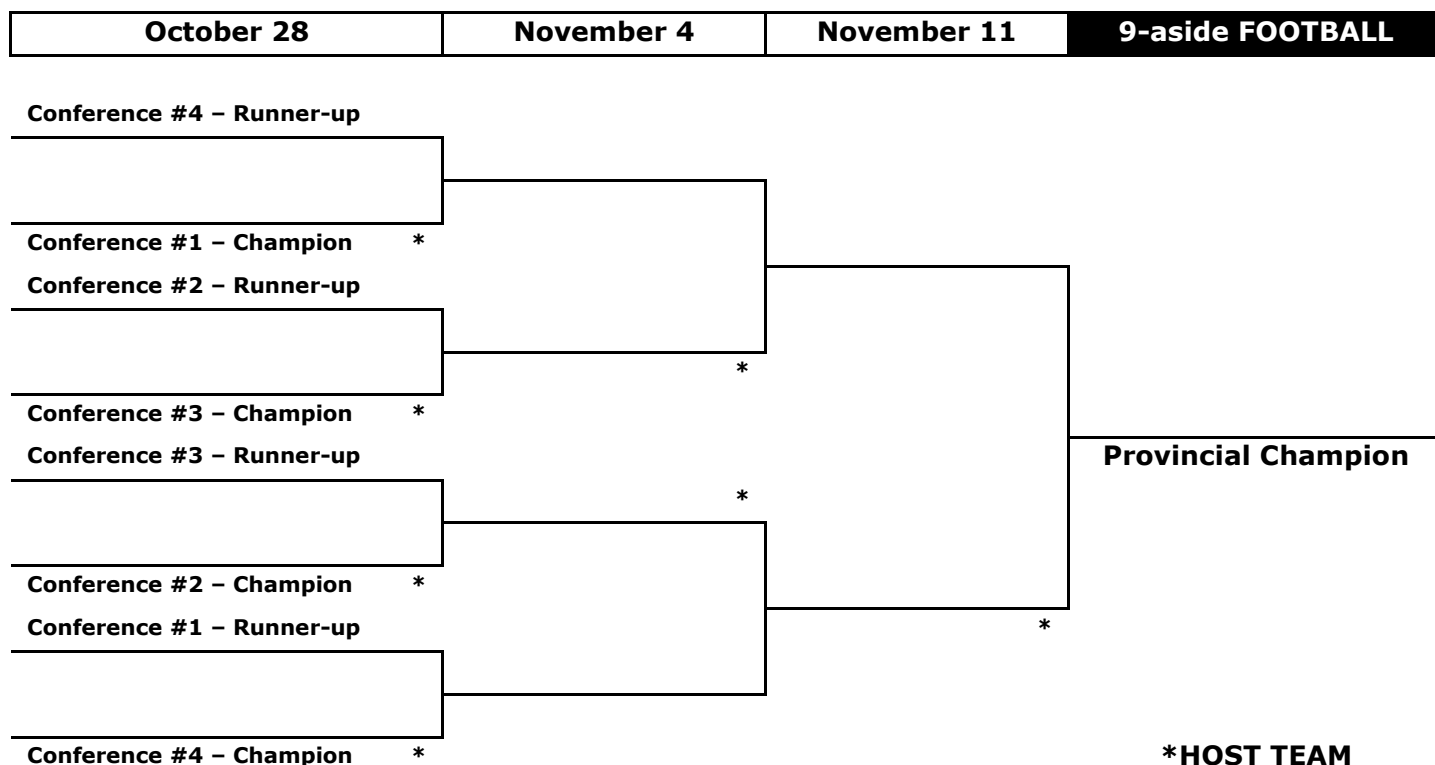 October 28 November 4 November 11 9-aside FOOTBALL
Conference #4 – Runner-up
Conference #1 – Champion *
Conference #2 – Runner-up
*
Conference #3 – Champion *
Conference #3 – Runner-up
Provincial Champion
*
Conference #2 – Champion *
Conference #1 – Runner-up
*
Conference #4 – Champion *
*HOST TEAM